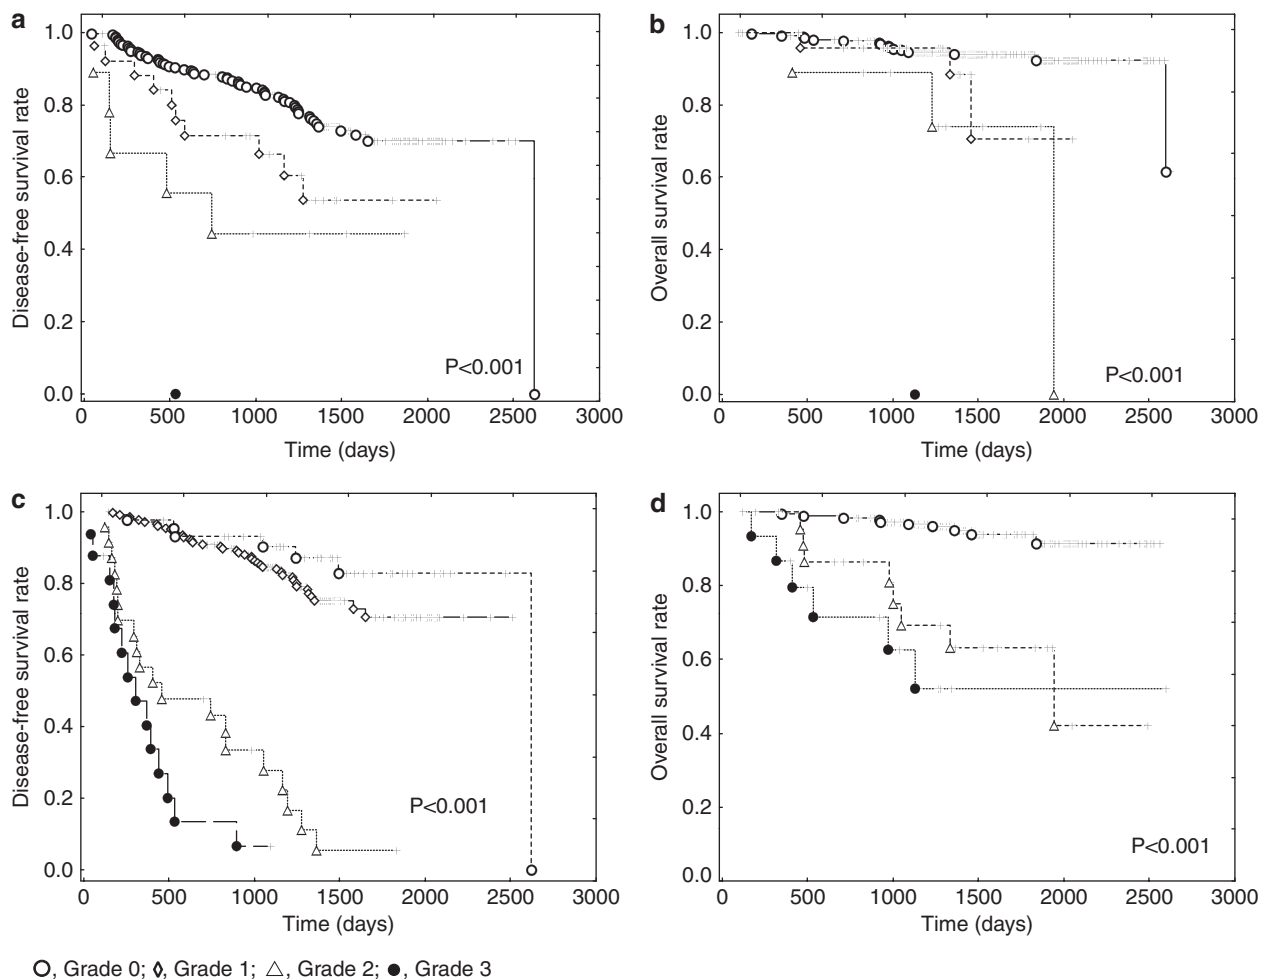 a
1.0
0.8
0.6
0.4
0.2
0.0
Disease-free survival rate
P<0.001
0 500 1000 1500 2000 2500 3000
Time (days)
b
1.0
0.8
0.6
0.4
0.2
0.0
Overall survival rate
P<0.001
0 500 1000 1500 2000 2500 3000
Time (days)
c
1.0
0.8
0.6
0.4
0.2
0.0
Disease-free survival rate
P<0.001
0 500 1000 1500 2000 2500 3000
Time (days)
d
1.0
0.8
0.6
0.4
0.2
0.0
Overall survival rate
P<0.001
0 500 1000 1500 2000 2500 3000
Time (days)
, Grade 0; , Grade 1; , Grade 2; , Grade 3